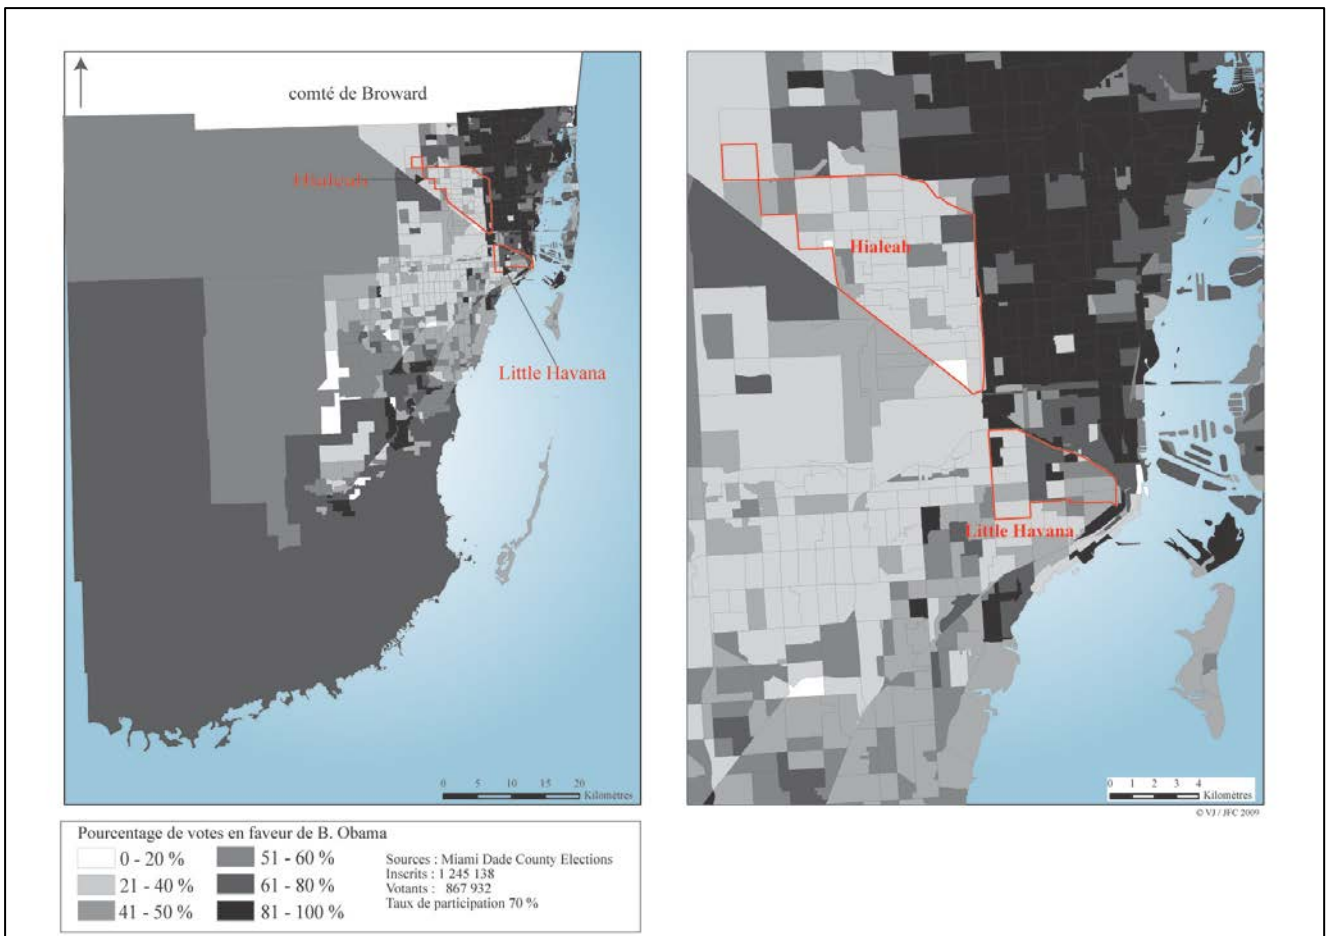 comté de Broward
Hialeah
Little Havana
0 5 10 15 20
Kilomètres
Hialeah
Little Havana
0 1 2 3 4
Kilomètres
© VJ / JFC 2009
Pourcentage de votes en faveur de B. Obama
0 - 20 %
21 - 40 %
41 - 50 %
51 - 60 %
61 - 80 %
81 - 100 %
Sources : Miami Dade County Elections
Inscrits : 1 245 138
Votants : 867 932
Taux de participation 70 %